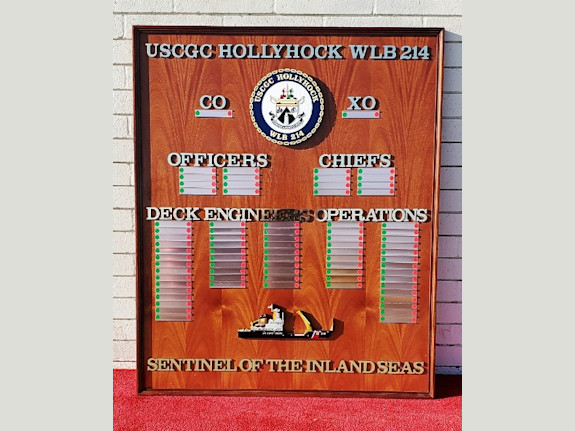 USCGC HOLLYHOCK WLB 214
USCGC HOLLYHOCK
WLB 214
CO
XO
OFFICERS
CHIEFS
DECK ENGINEERS OPERATIONS
SENTINEL OF THE INLAND SEAS